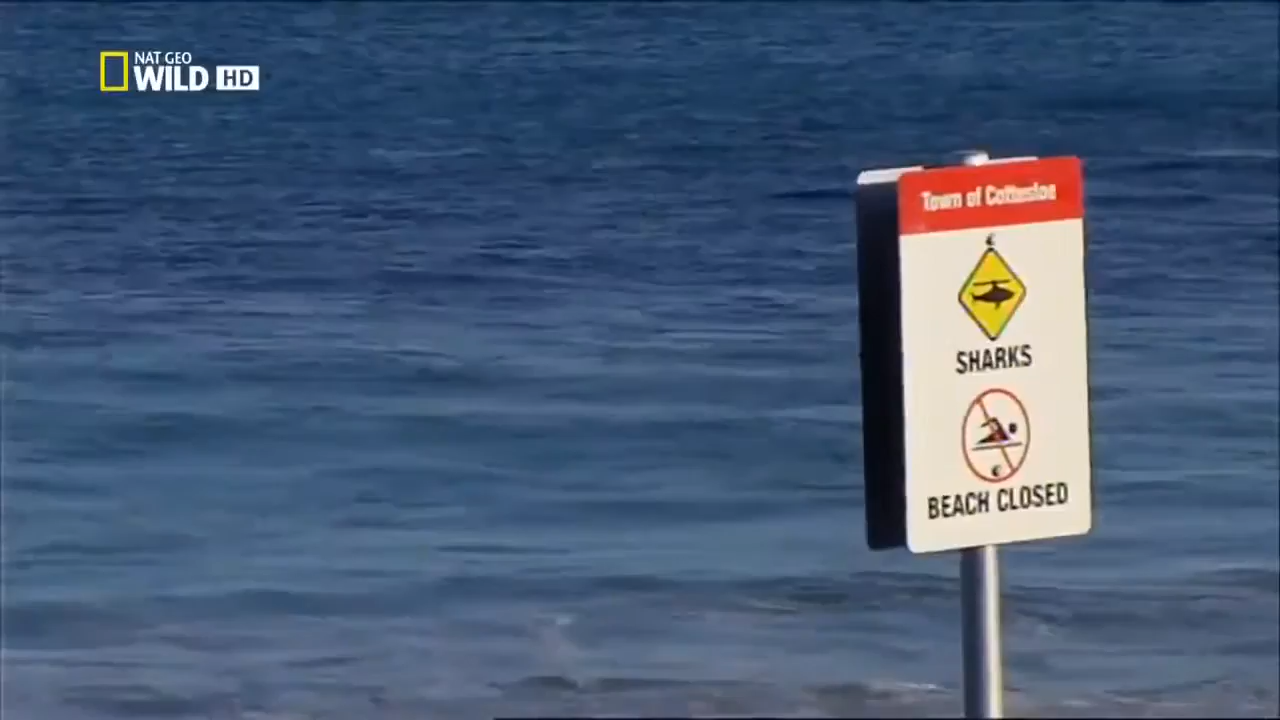 NAT GEO
WILD HD
Town of Cottesloe
SHARKS
BEACH CLOSED